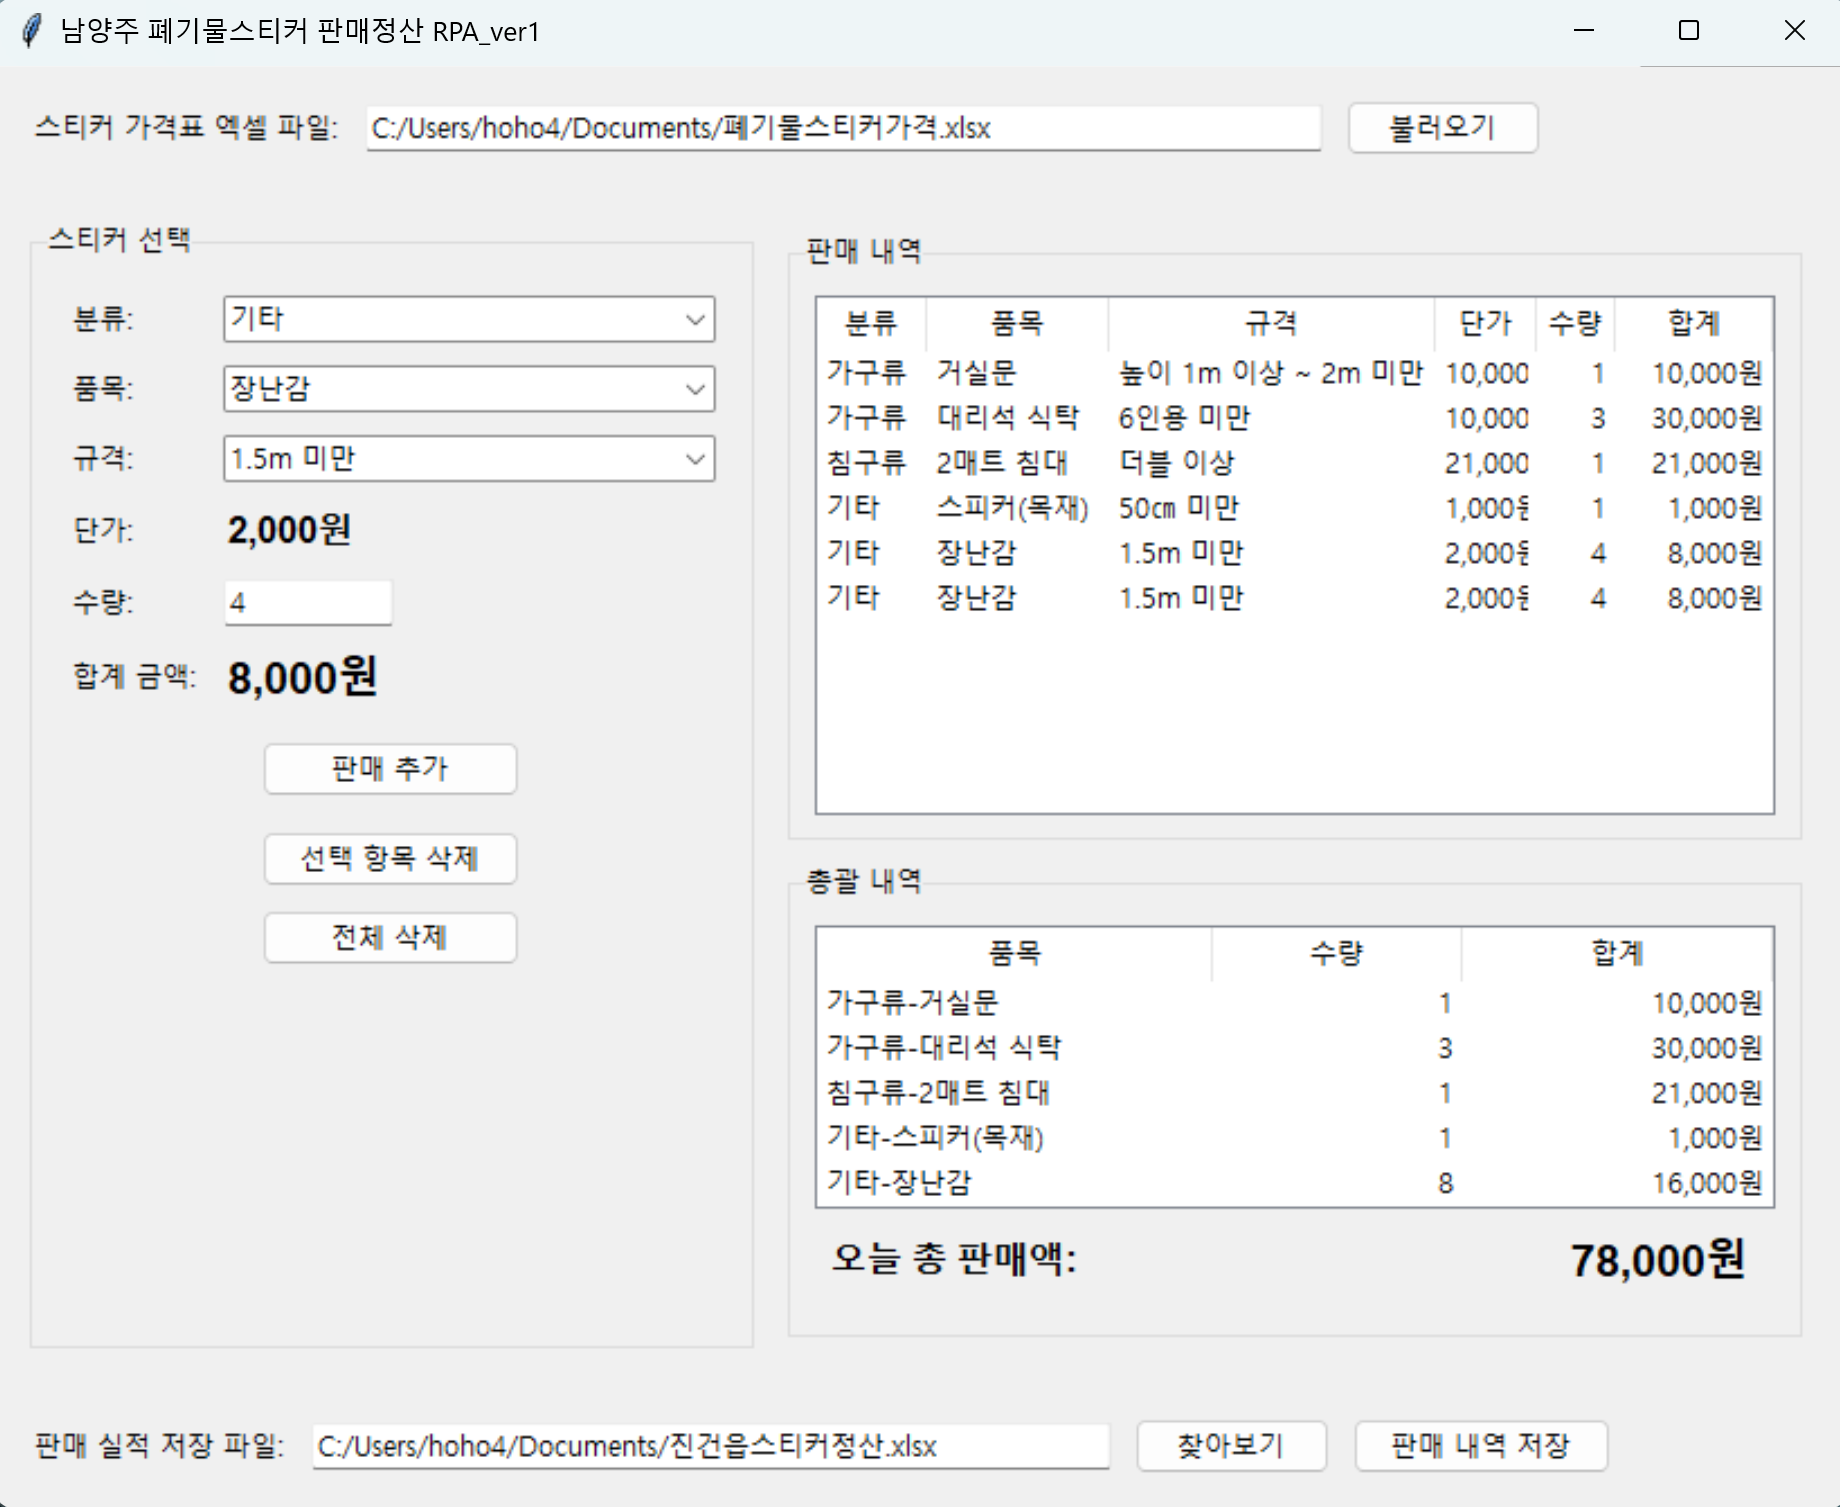 남양주 폐기물스티커 판매정산 RPA_ver1
스티커 가격표 엑셀 파일: C:/Users/hoho4/Documents/폐기물스티커가격.xlsx 불러오기
스티커 선택
분류: 기타
품목: 장난감
규격: 1.5m 미만
단가: 2,000원
수량: 4
합계 금액: 8,000원
판매 추가
선택 항목 삭제
전체 삭제
판매 내역
분류 품목 규격 단가 수량 합계
가구류 거실문 높이 1m 이상 ~ 2m 미만 10,000 1 10,000원
가구류 대리석 식탁 6인용 미만 10,000 3 30,000원
침구류 2매트 침대 더블 이상 21,000 1 21,000원
기타 스피커(목재) 50㎝ 미만 1,000원 1 1,000원
기타 장난감 1.5m 미만 2,000원 4 8,000원
기타 장난감 1.5m 미만 2,000원 4 8,000원
총괄 내역
품목 수량 합계
가구류-거실문 1 10,000원
가구류-대리석 식탁 3 30,000원
침구류-2매트 침대 1 21,000원
기타-스피커(목재) 1 1,000원
기타-장난감 8 16,000원
오늘 총 판매액: 78,000원
판매 실적 저장 파일: C:/Users/hoho4/Documents/진건읍스티커정산.xlsx 찾아보기 판매 내역 저장